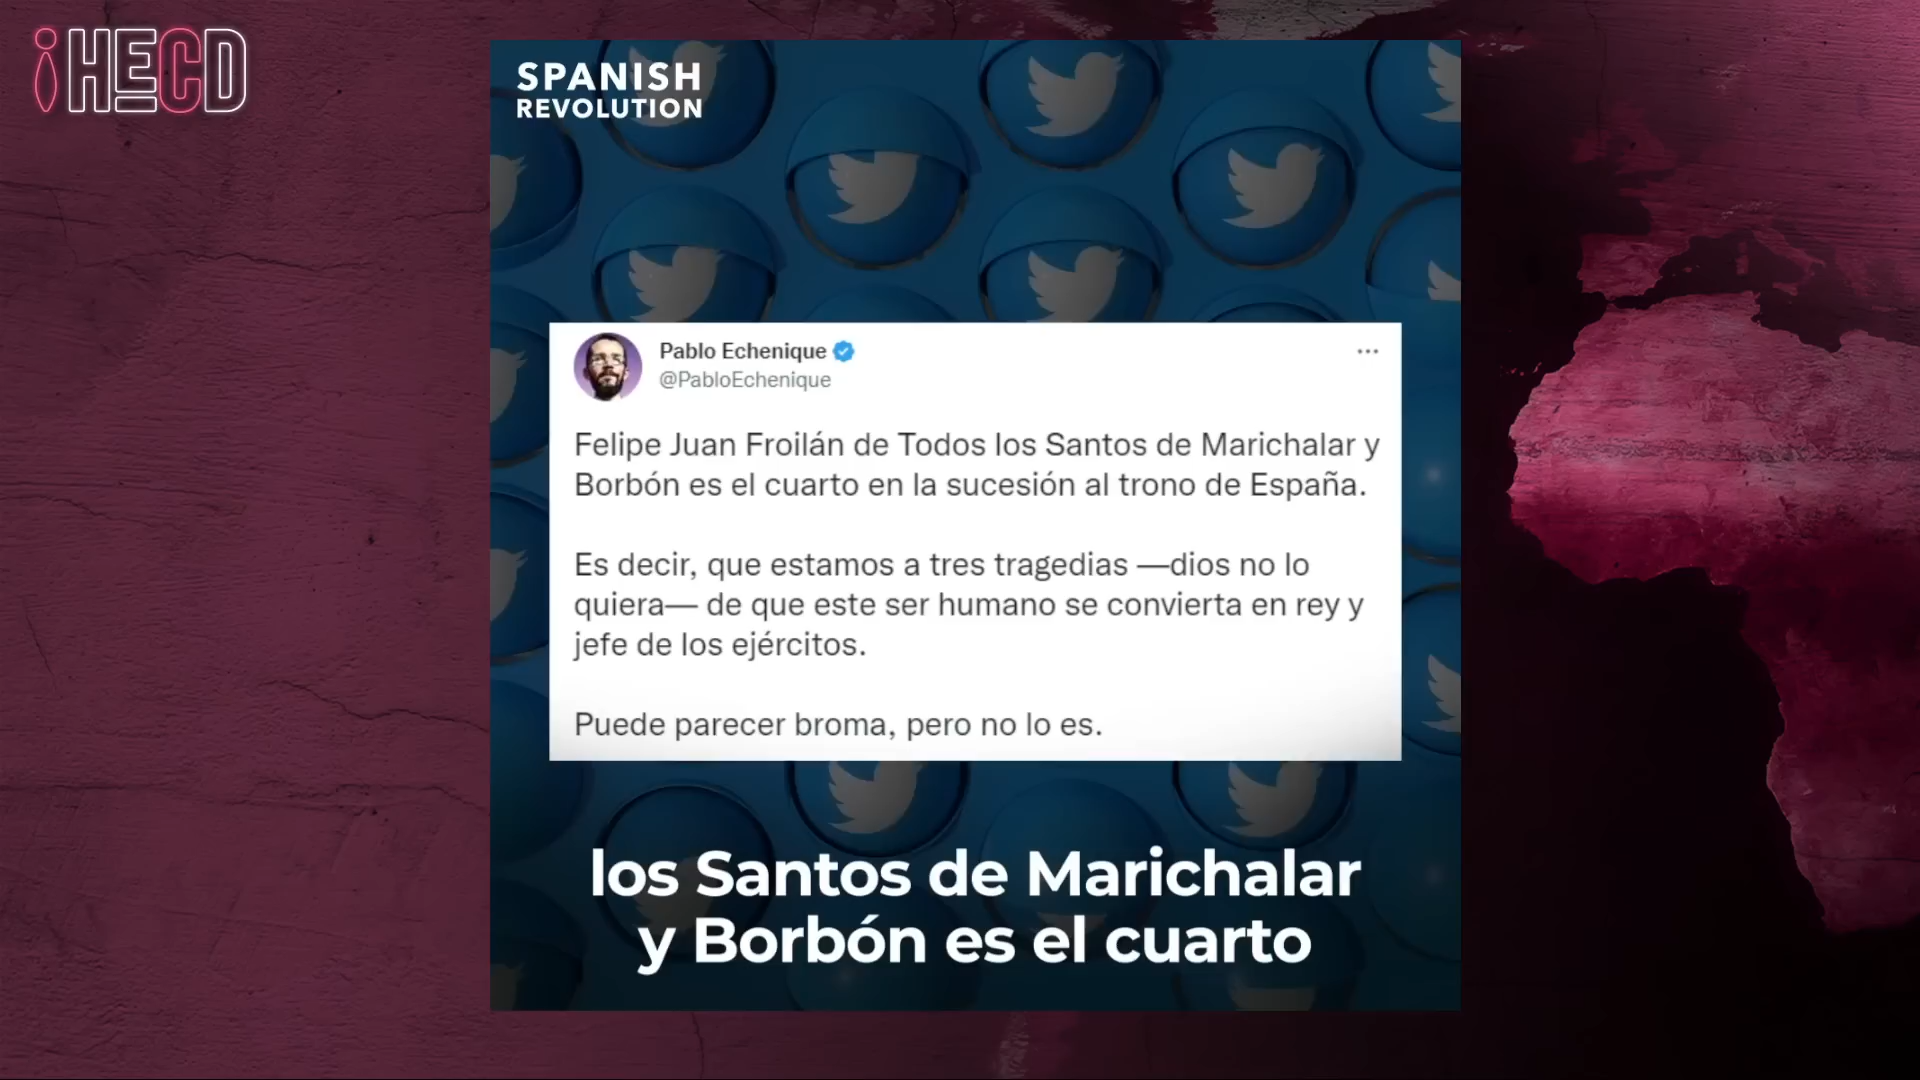 ¡HECD
SPANISH
REVOLUTION
Pablo Echenique
@PabloEchenique
Felipe Juan Froilán de Todos los Santos de Marichalar y
Borbón es el cuarto en la sucesión al trono de España.
Es decir, que estamos a tres tragedias —dios no lo
quiera— de que este ser humano se convierta en rey y
jefe de los ejércitos.
Puede parecer broma, pero no lo es.
los Santos de Marichalar
y Borbón es el cuarto